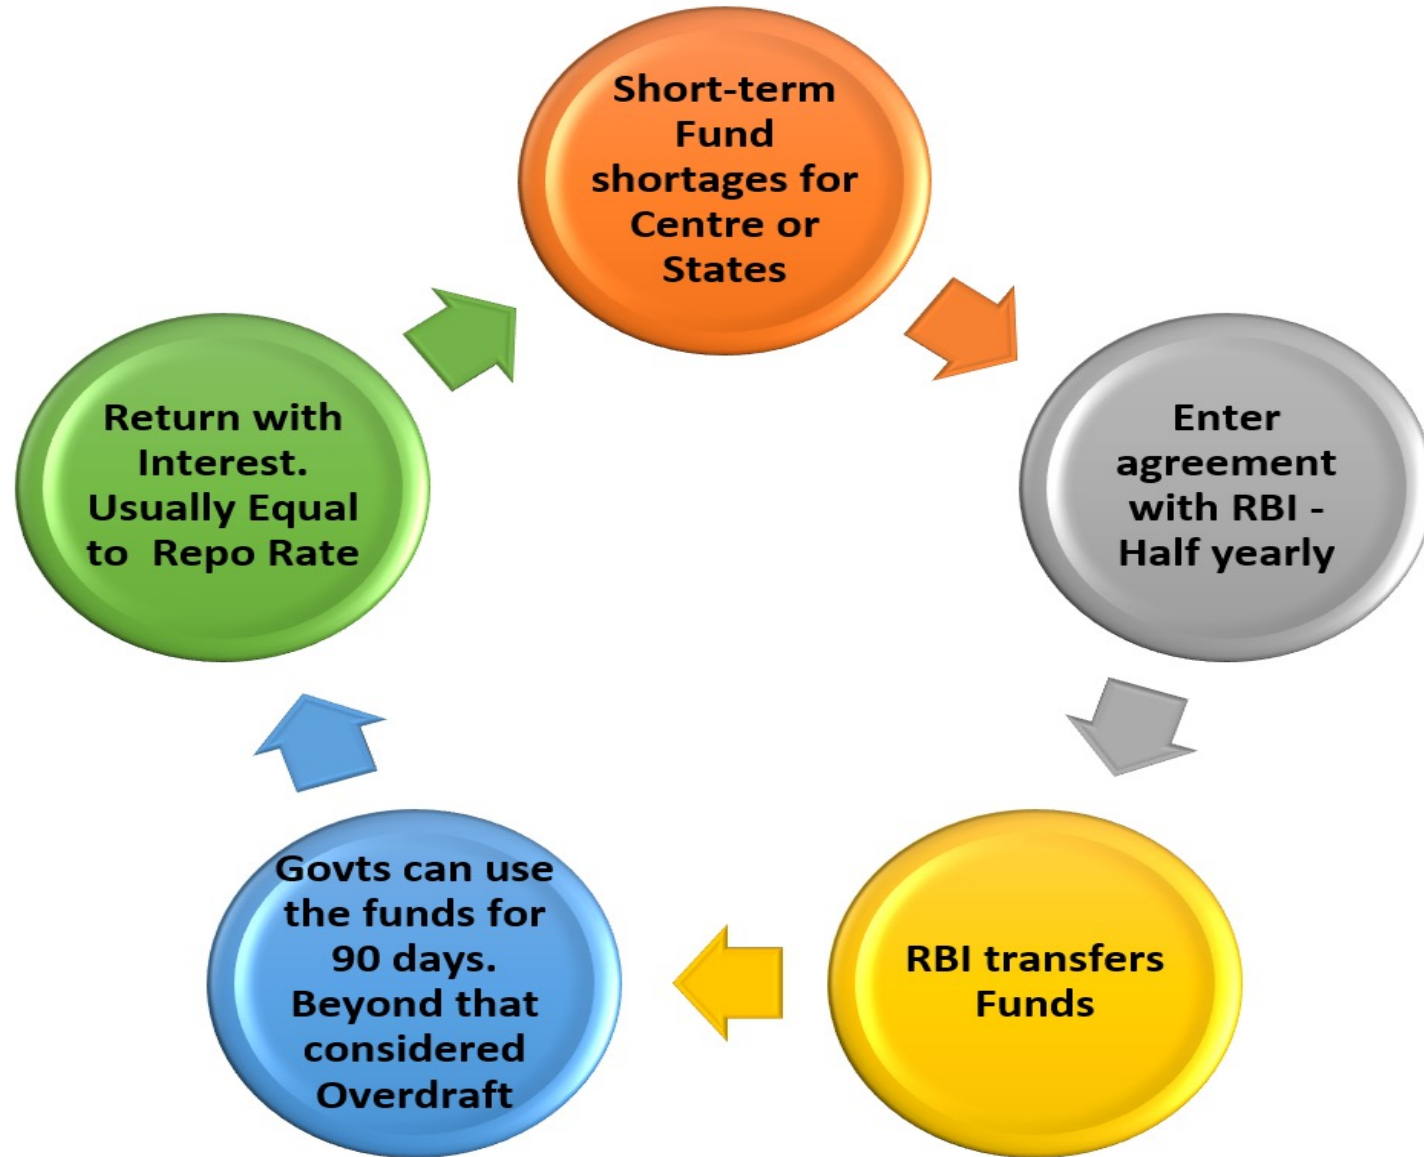 Short-term
Fund
shortages for
Centre or
States
Enter
agreement
with RBI -
Half yearly
RBI transfers
Funds
Govts can use
the funds for
90 days.
Beyond that
considered
Overdraft
Return with
Interest.
Usually Equal
to Repo Rate